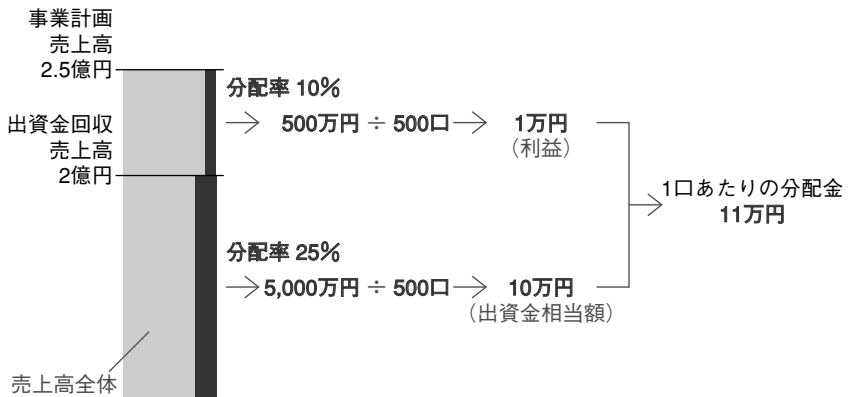 事業計画
売上高
2.5億円
分配率 10%
500万円 ÷ 500口
1万円
（利益）
出資金回収
売上高
2億円
1口あたりの分配金
11万円
分配率 25%
5,000万円 ÷ 500口
10万円
（出資金相当額）
売上高全体